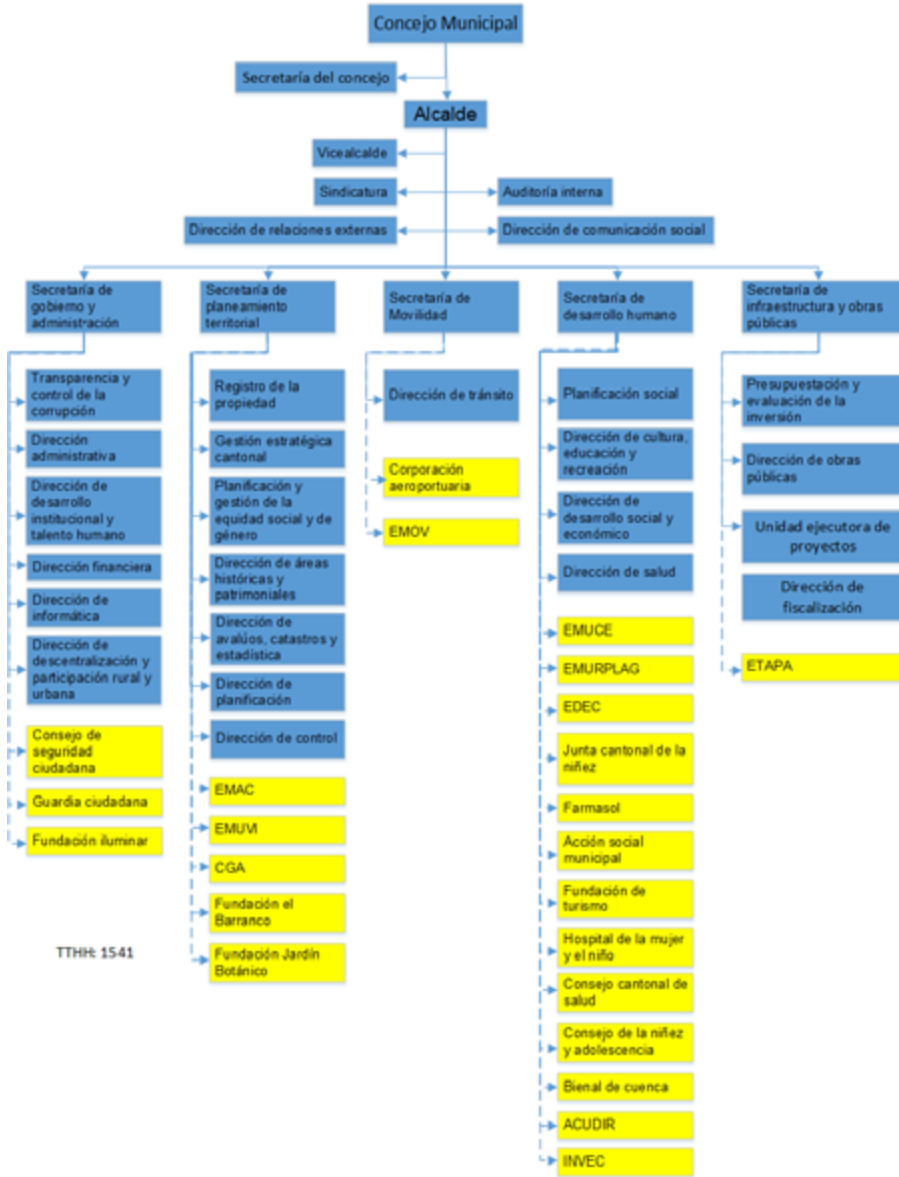 Concejo Municipal
Secretaría del concejo
Alcalde
Vicealcalde
Sindicatura
Auditoría interna
Dirección de relaciones externas
Dirección de comunicación social
Secretaría de
gobierno y
administración
Transparencia y
control de la
corrupción
Dirección
administrativa
Dirección de
desarrollo
institucional y
talento humano
Dirección financiera
Dirección de
informática
Dirección de
descentralización y
participación rural y
urbana
Consejo de
seguridad
ciudadana
Guardia ciudadana
Fundación iluminar
TTHH: 1541
Secretaría de
planeamiento
territorial
Registro de la
propiedad
Gestión estratégica
cantonal
Planificación y
gestión de la
equidad social y de
género
Dirección de áreas
históricas y
patrimoniales
Dirección de
avalúos, catastros y
estadística
Dirección de
planificación
Dirección de control
EMAC
EMUVI
CGA
Fundación el
Barranco
Fundación Jardín
Botánico
Secretaría de
Movilidad
Dirección de tránsito
Corporación
aeroportuaria
EMOV
Secretaría de
desarrollo humano
Planificación social
Dirección de cultura,
educación y
recreación
Dirección de
desarrollo social y
económico
Dirección de salud
EMUCE
EMURPLAG
EDEC
Junta cantonal de la
niñez
Farmasol
Acción social
municipal
Fundación de
turismo
Hospital de la mujer
y el niño
Consejo cantonal de
salud
Consejo de la niñez
y adolescencia
Bienal de cuenca
ACUDIR
INVEC
Secretaría de
infraestructura y obras
públicas
Presupuestación y
evaluación de la
inversión
Dirección de obras
públicas
Unidad ejecutora de
proyectos
Dirección de
fiscalización
ETAPA